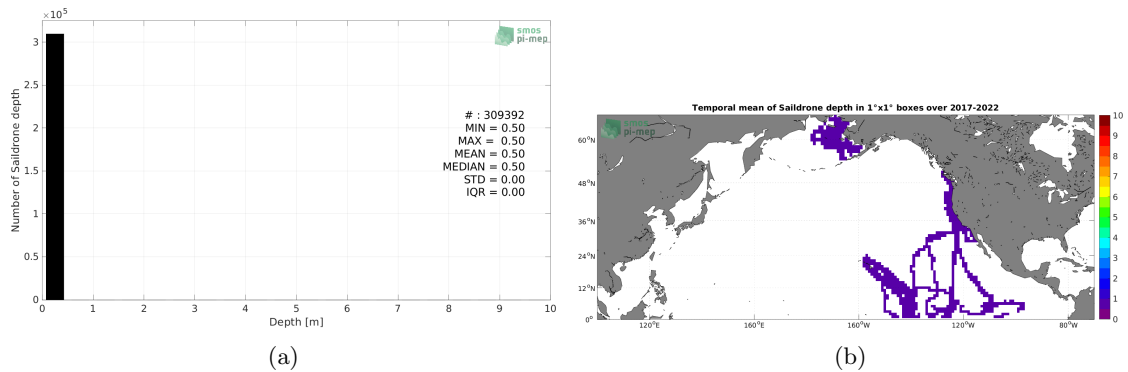 ×10⁵
3
2.5
2
1.5
1
0.5
0
Number of Saildrone depth
smos
pi-mep
# : 309392
MIN = 0.50
MAX = 0.50
MEAN = 0.50
MEDIAN = 0.50
STD = 0.00
IQR = 0.00
0 1 2 3 4 5 6 7 8 9 10
Depth [m]
(a)
Temporal mean of Saildrone depth in 1°x1° boxes over 2017-2022
smos
pi-mep
60°N
48°N
36°N
24°N
12°N
0°
120°E 160°E 160°W 120°W 80°W
10
9
8
7
6
5
4
3
2
1
0
(b)